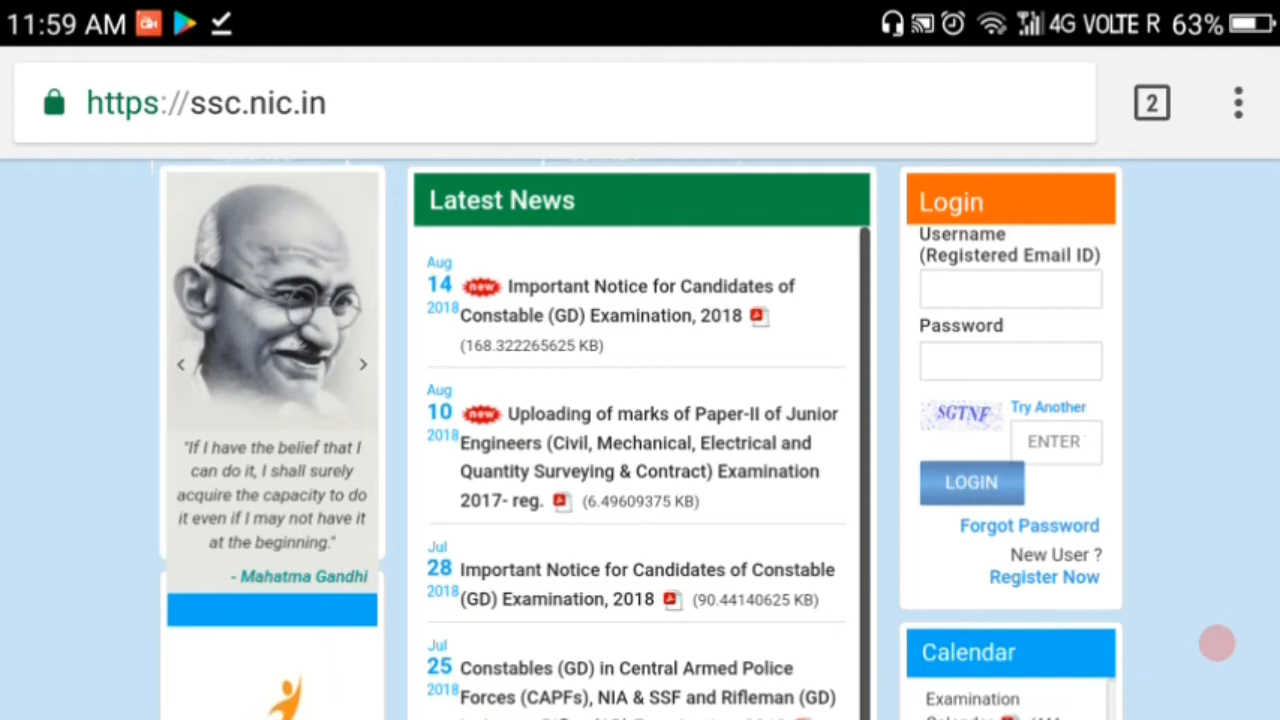 11:59 AM
4G VOLTE R 63%
https://ssc.nic.in
2
"If I have the belief that I
can do it, I shall surely
acquire the capacity to do
it even if I may not have it
at the beginning."
- Mahatma Gandhi
Latest News
Aug
14
2018
new Important Notice for Candidates of
Constable (GD) Examination, 2018
(168.322265625 KB)
Aug
10
2018
new Uploading of marks of Paper-II of Junior
Engineers (Civil, Mechanical, Electrical and
Quantity Surveying & Contract) Examination
2017- reg. (6.49609375 KB)
Jul
28
2018
Important Notice for Candidates of Constable
(GD) Examination, 2018 (90.44140625 KB)
Jul
25
2018
Constables (GD) in Central Armed Police
Forces (CAPFs), NIA & SSF and Rifleman (GD)
Login
Username
(Registered Email ID)
Password
SGTNF Try Another
ENTER
LOGIN
Forgot Password
New User ?
Register Now
Calendar
Examination